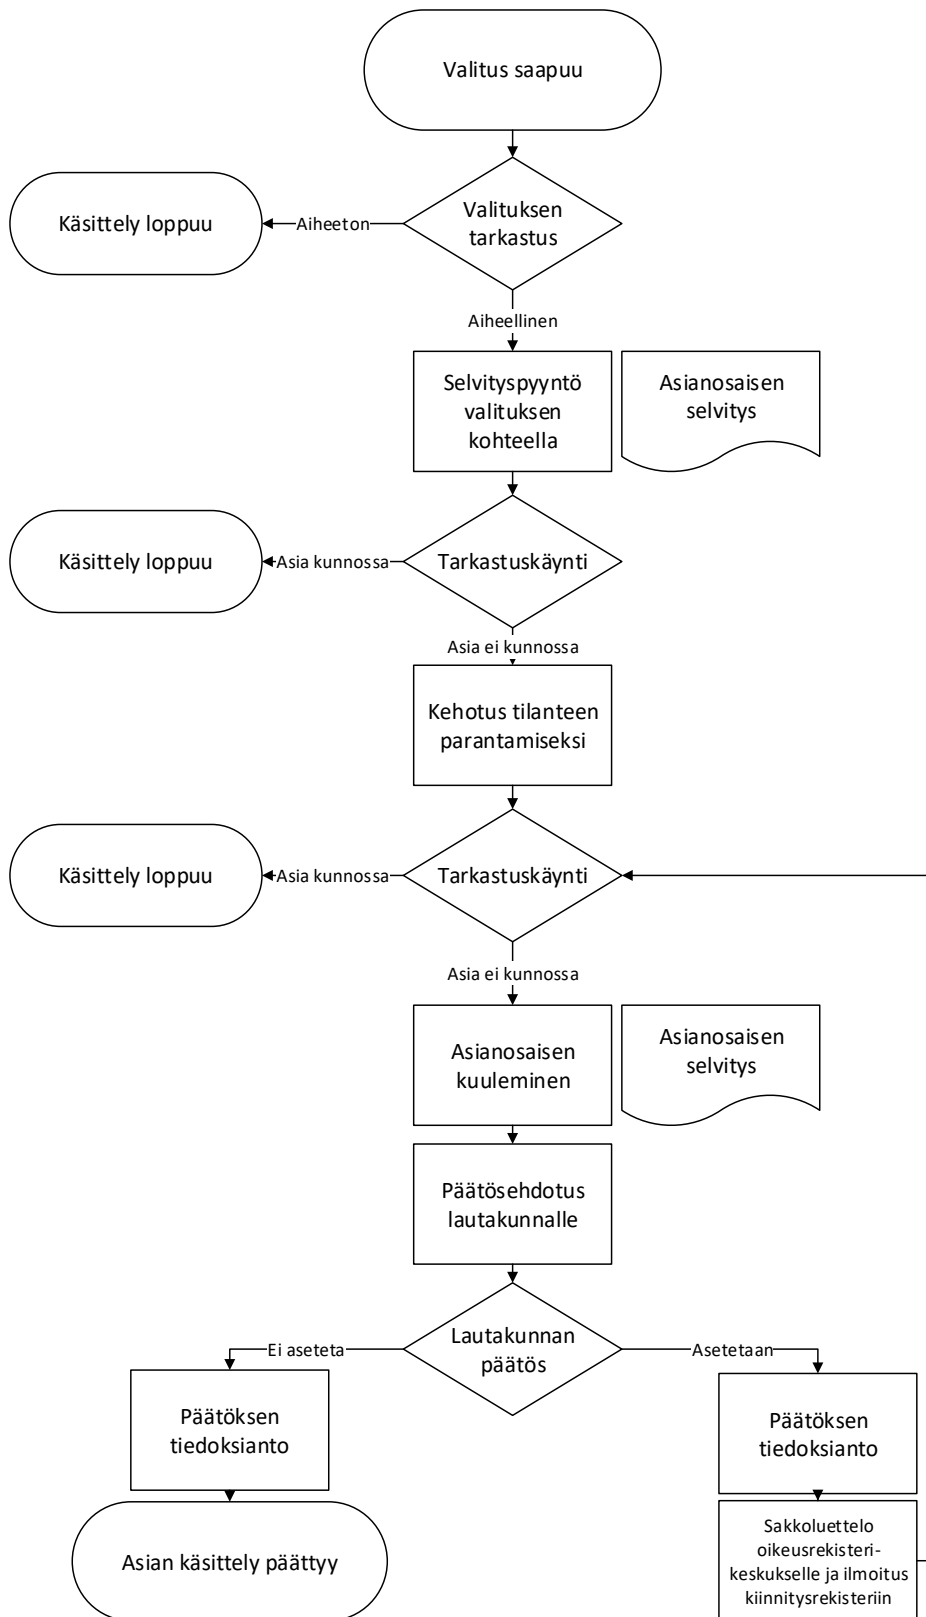 Valitus saapuu
Valituksen
tarkastus
Aiheeton
Käsittely loppuu
Aiheellinen
Selvityspyyntö
valituksen
kohteella
Asianosaisen
selvitys
Tarkastuskäynti
Asia kunnossa
Käsittely loppuu
Asia ei kunnossa
Kehotus tilanteen
parantamiseksi
Tarkastuskäynti
Asia kunnossa
Käsittely loppuu
Asia ei kunnossa
Asianosaisen
kuuleminen
Asianosaisen
selvitys
Päätösehdotus
lautakunnalle
Lautakunnan
päätös
Ei aseteta
Asetetaan
Päätöksen
tiedoksianto
Asian käsittely päättyy
Päätöksen
tiedoksianto
Sakkoluettelo
oikeusrekisteri-
keskukselle ja ilmoitus
kiinnitysrekisteriin